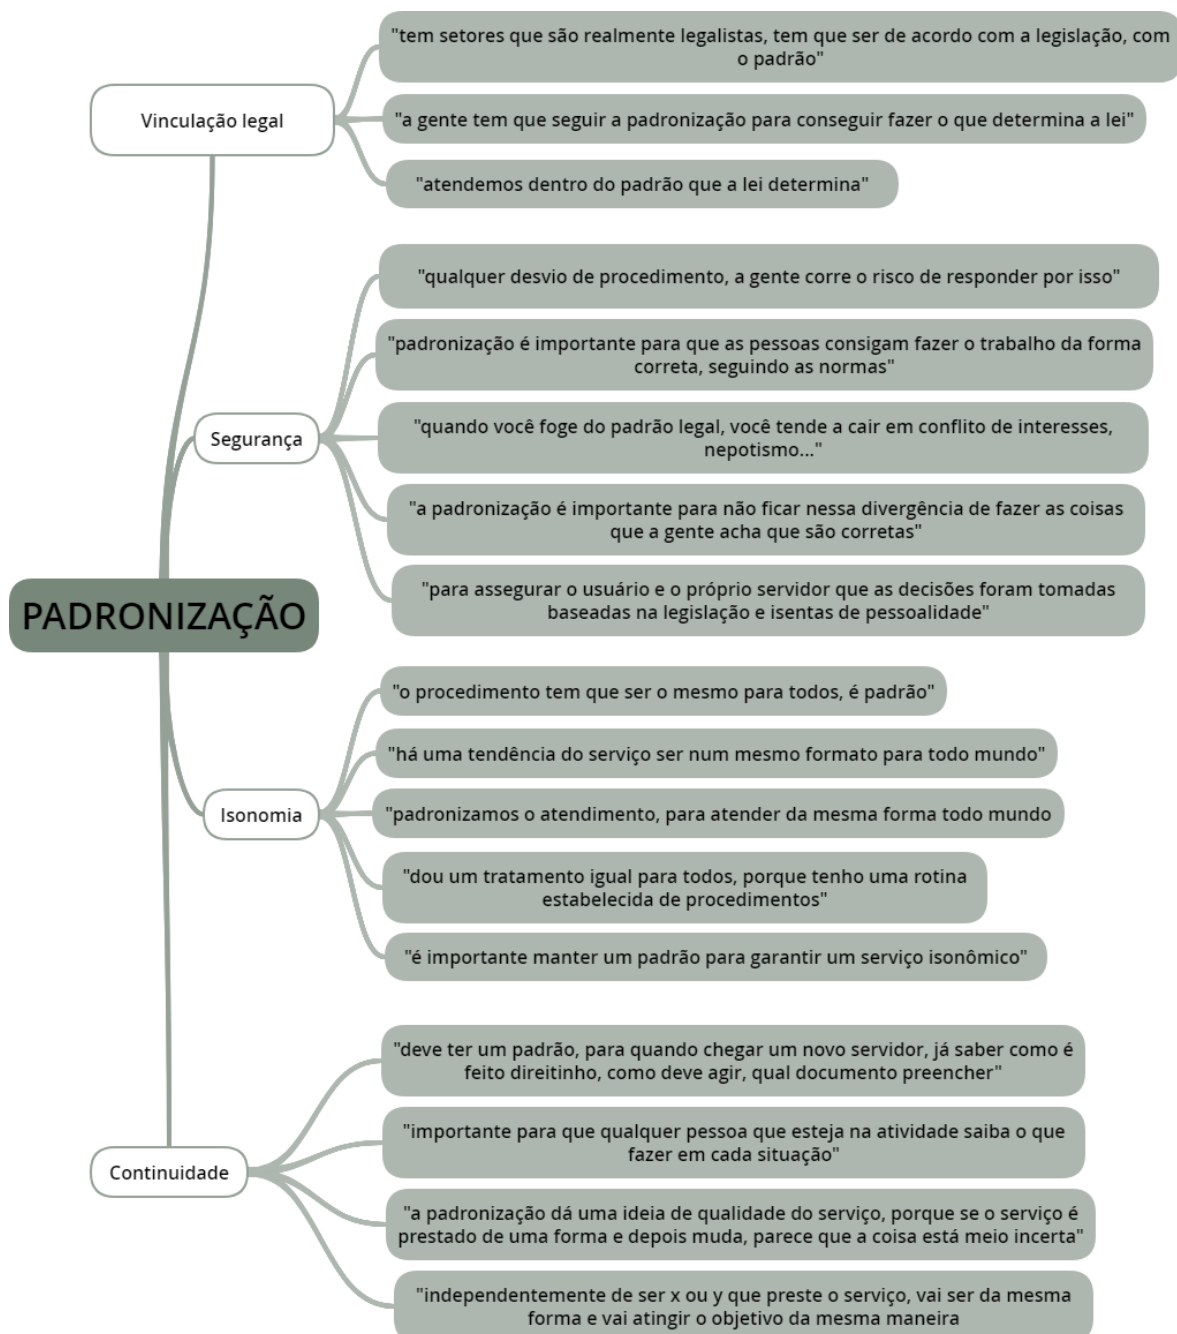 "tem setores que são realmente legalistas, tem que ser de acordo com a legislação, com
o padrão"
Vinculação legal
"a gente tem que seguir a padronização para conseguir fazer o que determina a lei"
"atendemos dentro do padrão que a lei determina"
"qualquer desvio de procedimento, a gente corre o risco de responder por isso"
"padronização é importante para que as pessoas consigam fazer o trabalho da forma
correta, seguindo as normas"
Segurança
"quando você foge do padrão legal, você tende a cair em conflito de interesses,
nepotismo..."
"a padronização é importante para não ficar nessa divergência de fazer as coisas
que a gente acha que são corretas"
"para assegurar o usuário e o próprio servidor que as decisões foram tomadas
baseadas na legislação e isentas de pessoalidade"
PADRONIZAÇÃO
"o procedimento tem que ser o mesmo para todos, é padrão"
"há uma tendência do serviço ser num mesmo formato para todo mundo"
Isonomia
"padronizamos o atendimento, para atender da mesma forma todo mundo
"dou um tratamento igual para todos, porque tenho uma rotina
estabelecida de procedimentos"
"é importante manter um padrão para garantir um serviço isonômico"
"deve ter um padrão, para quando chegar um novo servidor, já saber como é
feito direitinho, como deve agir, qual documento preencher"
"importante para que qualquer pessoa que esteja na atividade saiba o que
fazer em cada situação"
Continuidade
"a padronização dá uma ideia de qualidade do serviço, porque se o serviço é
prestado de uma forma e depois muda, parece que a coisa está meio incerta"
"independentemente de ser x ou y que preste o serviço, vai ser da mesma
forma e vai atingir o objetivo da mesma maneira